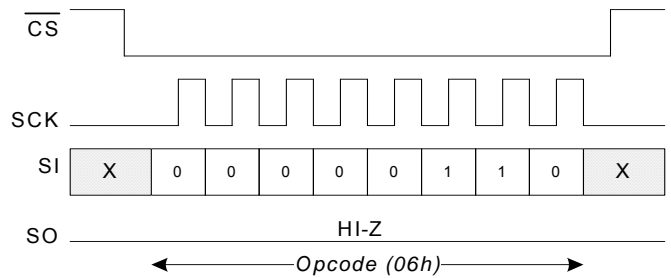 CS
SCK
SI X 0 0 0 0 0 1 1 0 X
SO HI-Z
Opcode (06h)